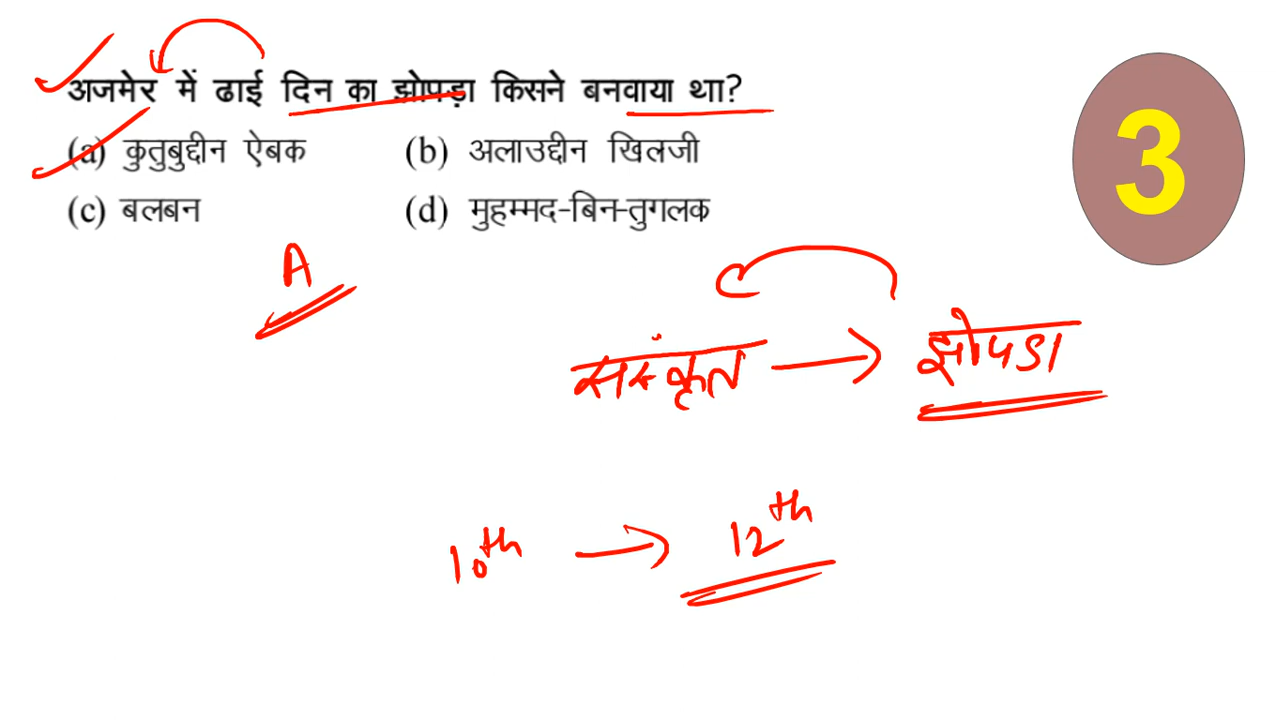 अजमेर में ढाई दिन का झोपड़ा किसने बनवाया था?
(a) कुतुबुद्दीन ऐबक (b) अलाउद्दीन खिलजी
3
(c) बलबन (d) मुहम्मद-बिन-तुगलक
A
संस्कृत → झोपडा
10th → 12th